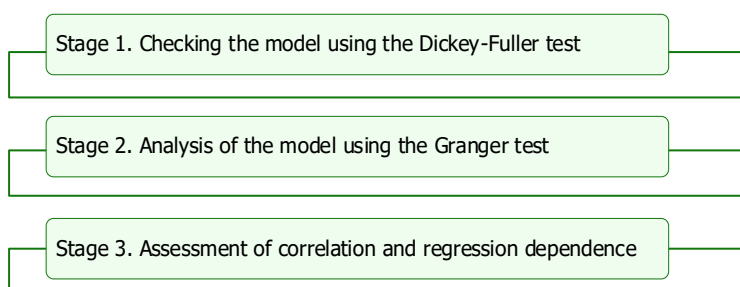 Stage 1. Checking the model using the Dickey-Fuller test
Stage 2. Analysis of the model using the Granger test
Stage 3. Assessment of correlation and regression dependence